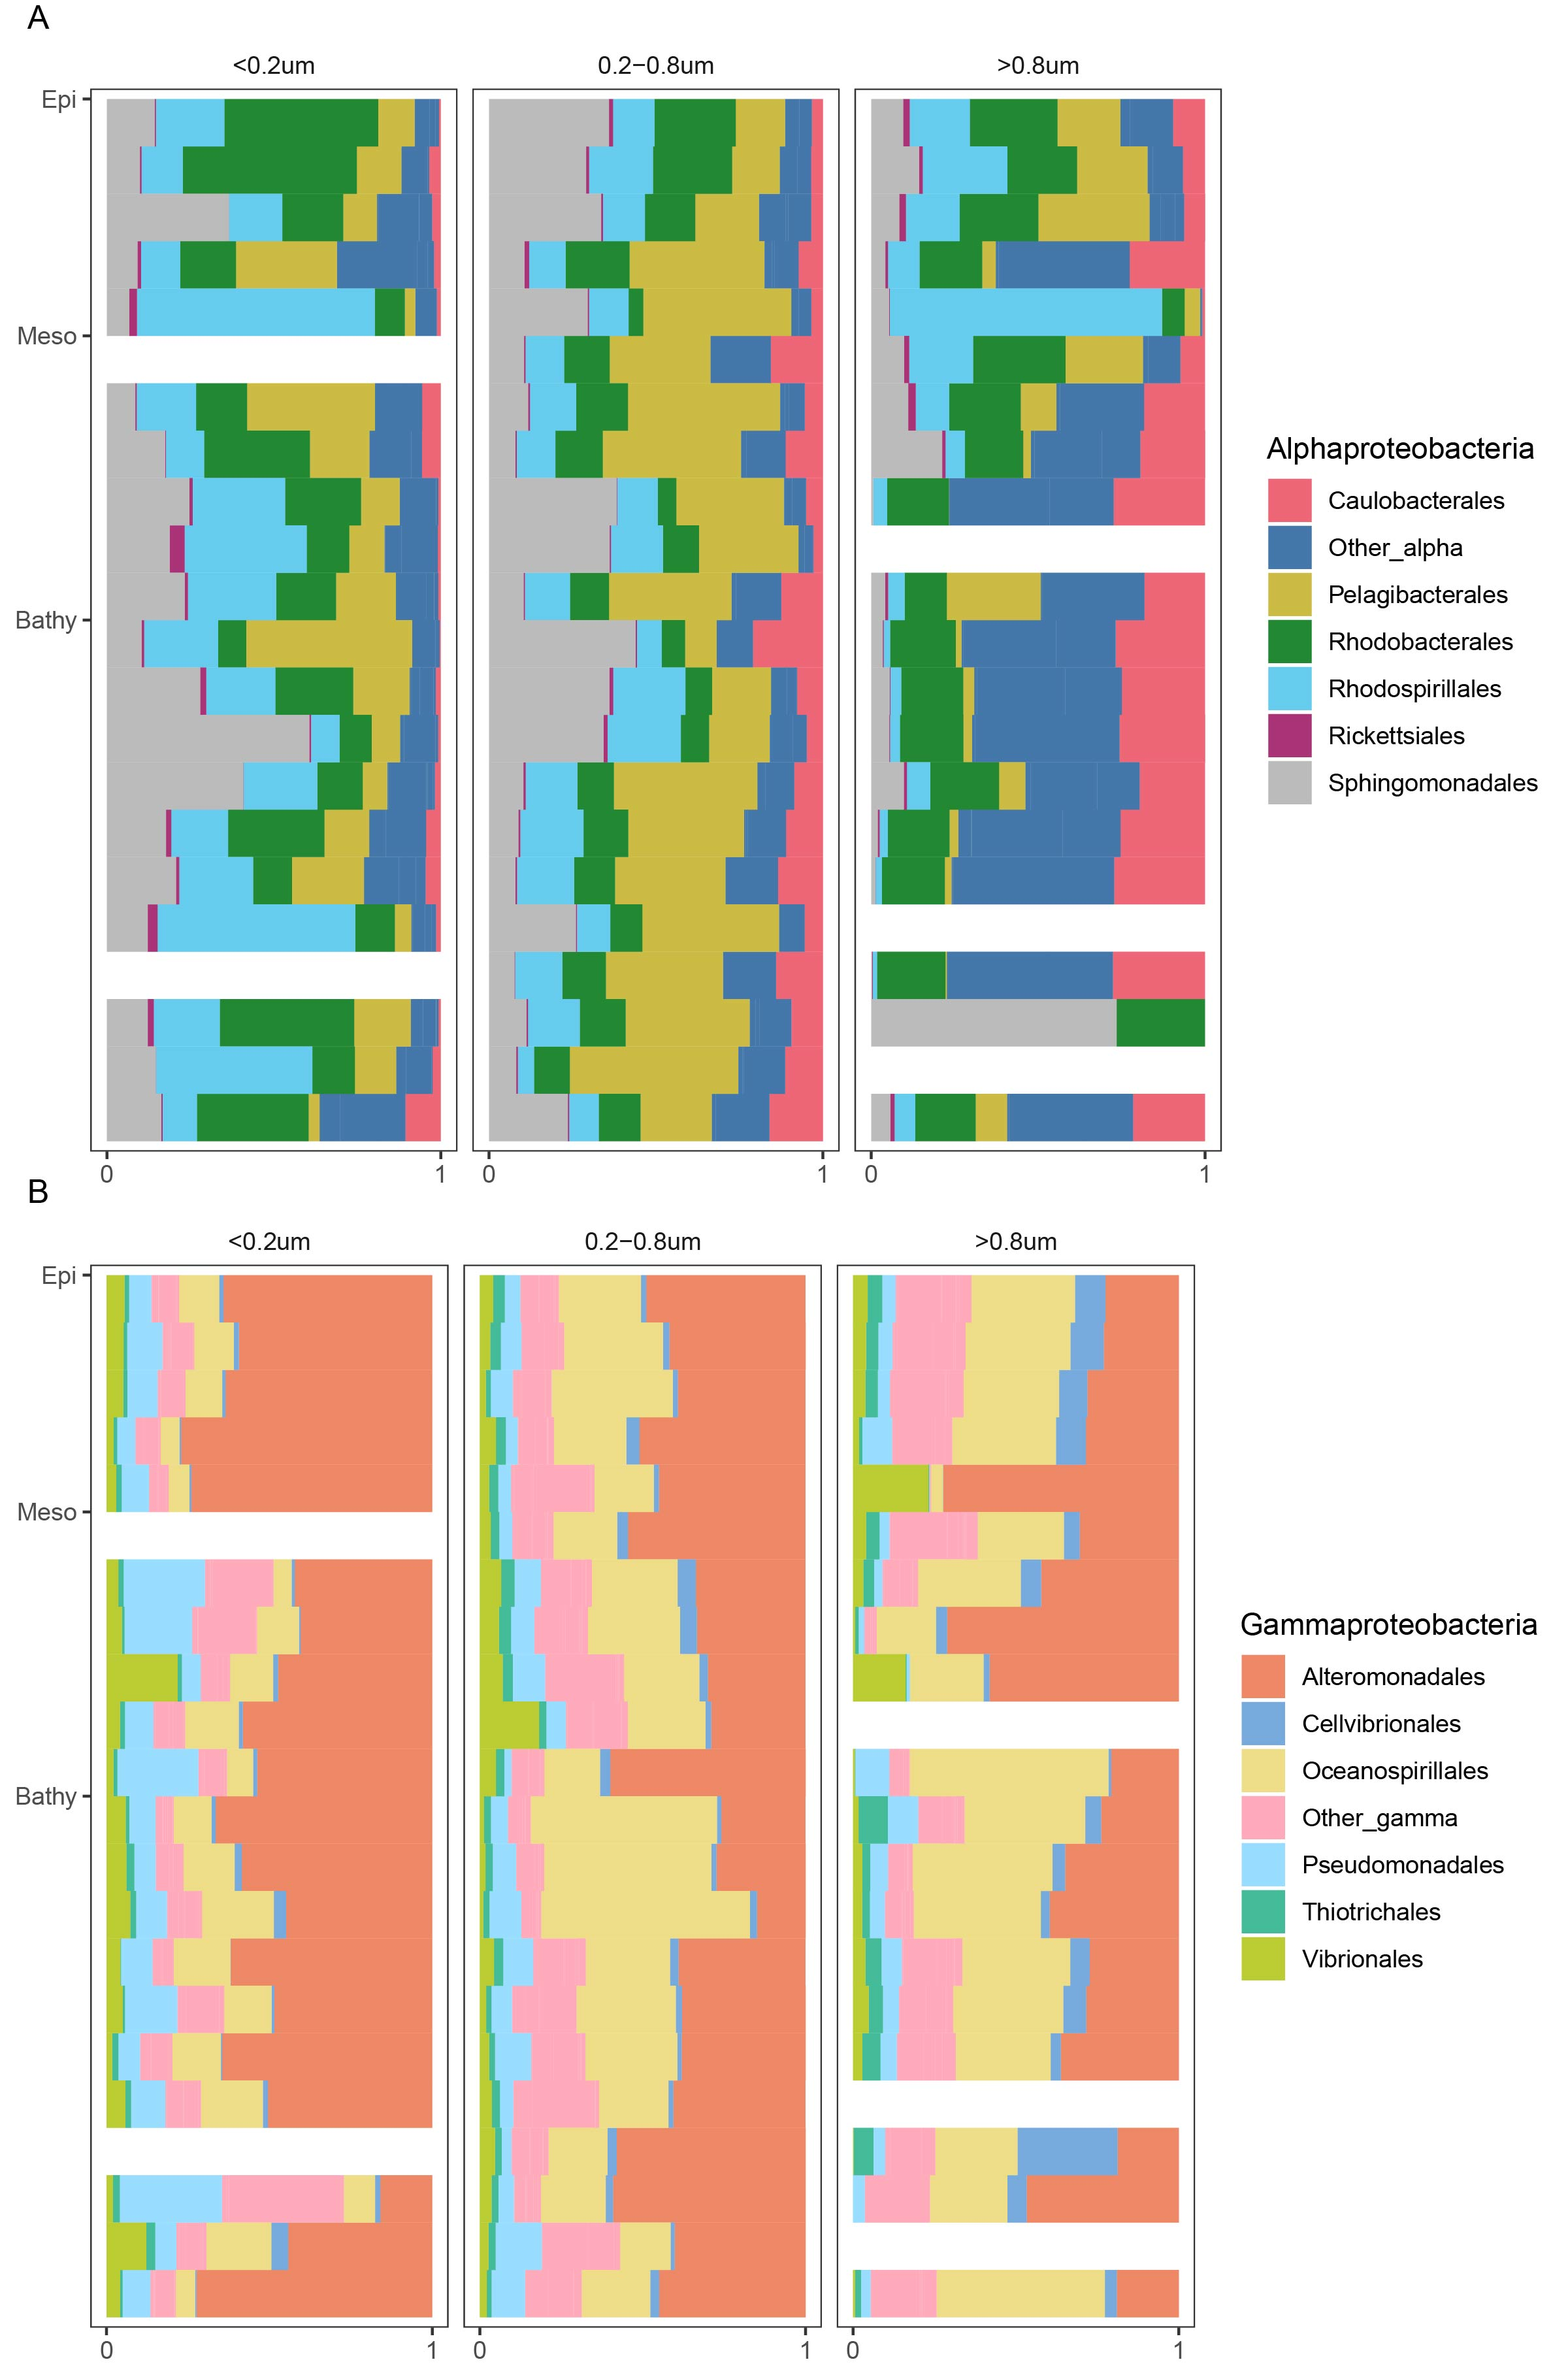 A
<0.2um
0.2−0.8um
>0.8um
Epi
Meso
Bathy
0 1
0 1
0 1
Alphaproteobacteria
Caulobacterales
Other_alpha
Pelagibacterales
Rhodobacterales
Rhodospirillales
Rickettsiales
Sphingomonadales
B
<0.2um
0.2−0.8um
>0.8um
Epi
Meso
Bathy
0 1
0 1
0 1
Gammaproteobacteria
Alteromonadales
Cellvibrionales
Oceanospirillales
Other_gamma
Pseudomonadales
Thiotrichales
Vibrionales